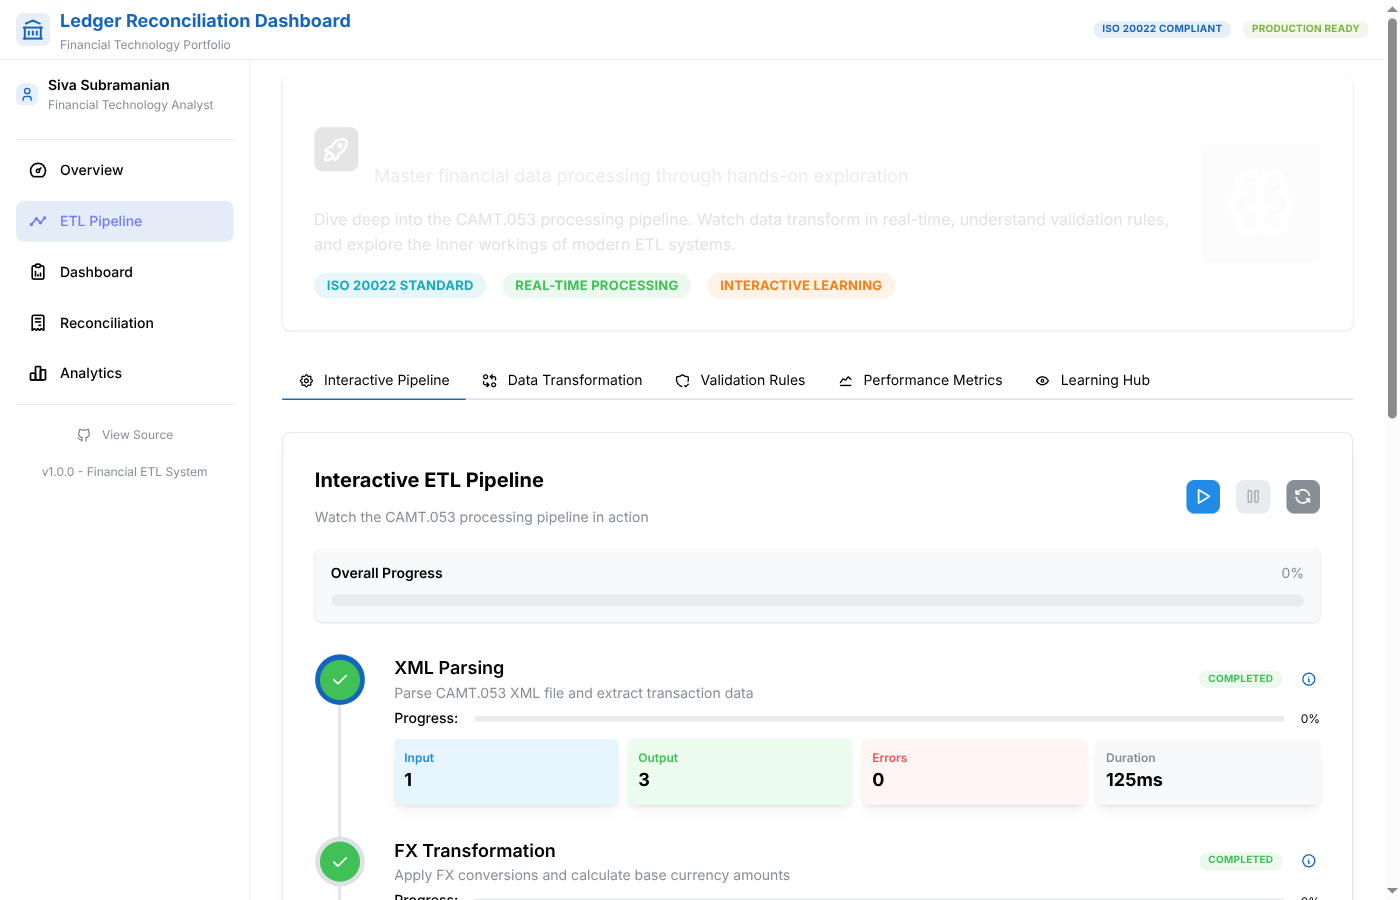 Ledger Reconciliation Dashboard
Financial Technology Portfolio
ISO 20022 COMPLIANT
PRODUCTION READY
Siva Subramanian
Financial Technology Analyst
Overview
ETL Pipeline
Dashboard
Reconciliation
Analytics
View Source
v1.0.0 - Financial ETL System
Master financial data processing through hands-on exploration
Dive deep into the CAMT.053 processing pipeline. Watch data transform in real-time, understand validation rules,
and explore the inner workings of modern ETL systems.
ISO 20022 STANDARD
REAL-TIME PROCESSING
INTERACTIVE LEARNING
Interactive Pipeline
Data Transformation
Validation Rules
Performance Metrics
Learning Hub
Interactive ETL Pipeline
Watch the CAMT.053 processing pipeline in action
Overall Progress
0%
XML Parsing
Parse CAMT.053 XML file and extract transaction data
COMPLETED
Progress:
0%
Input
1
Output
3
Errors
0
Duration
125ms
FX Transformation
Apply FX conversions and calculate base currency amounts
COMPLETED
Progress:
0%